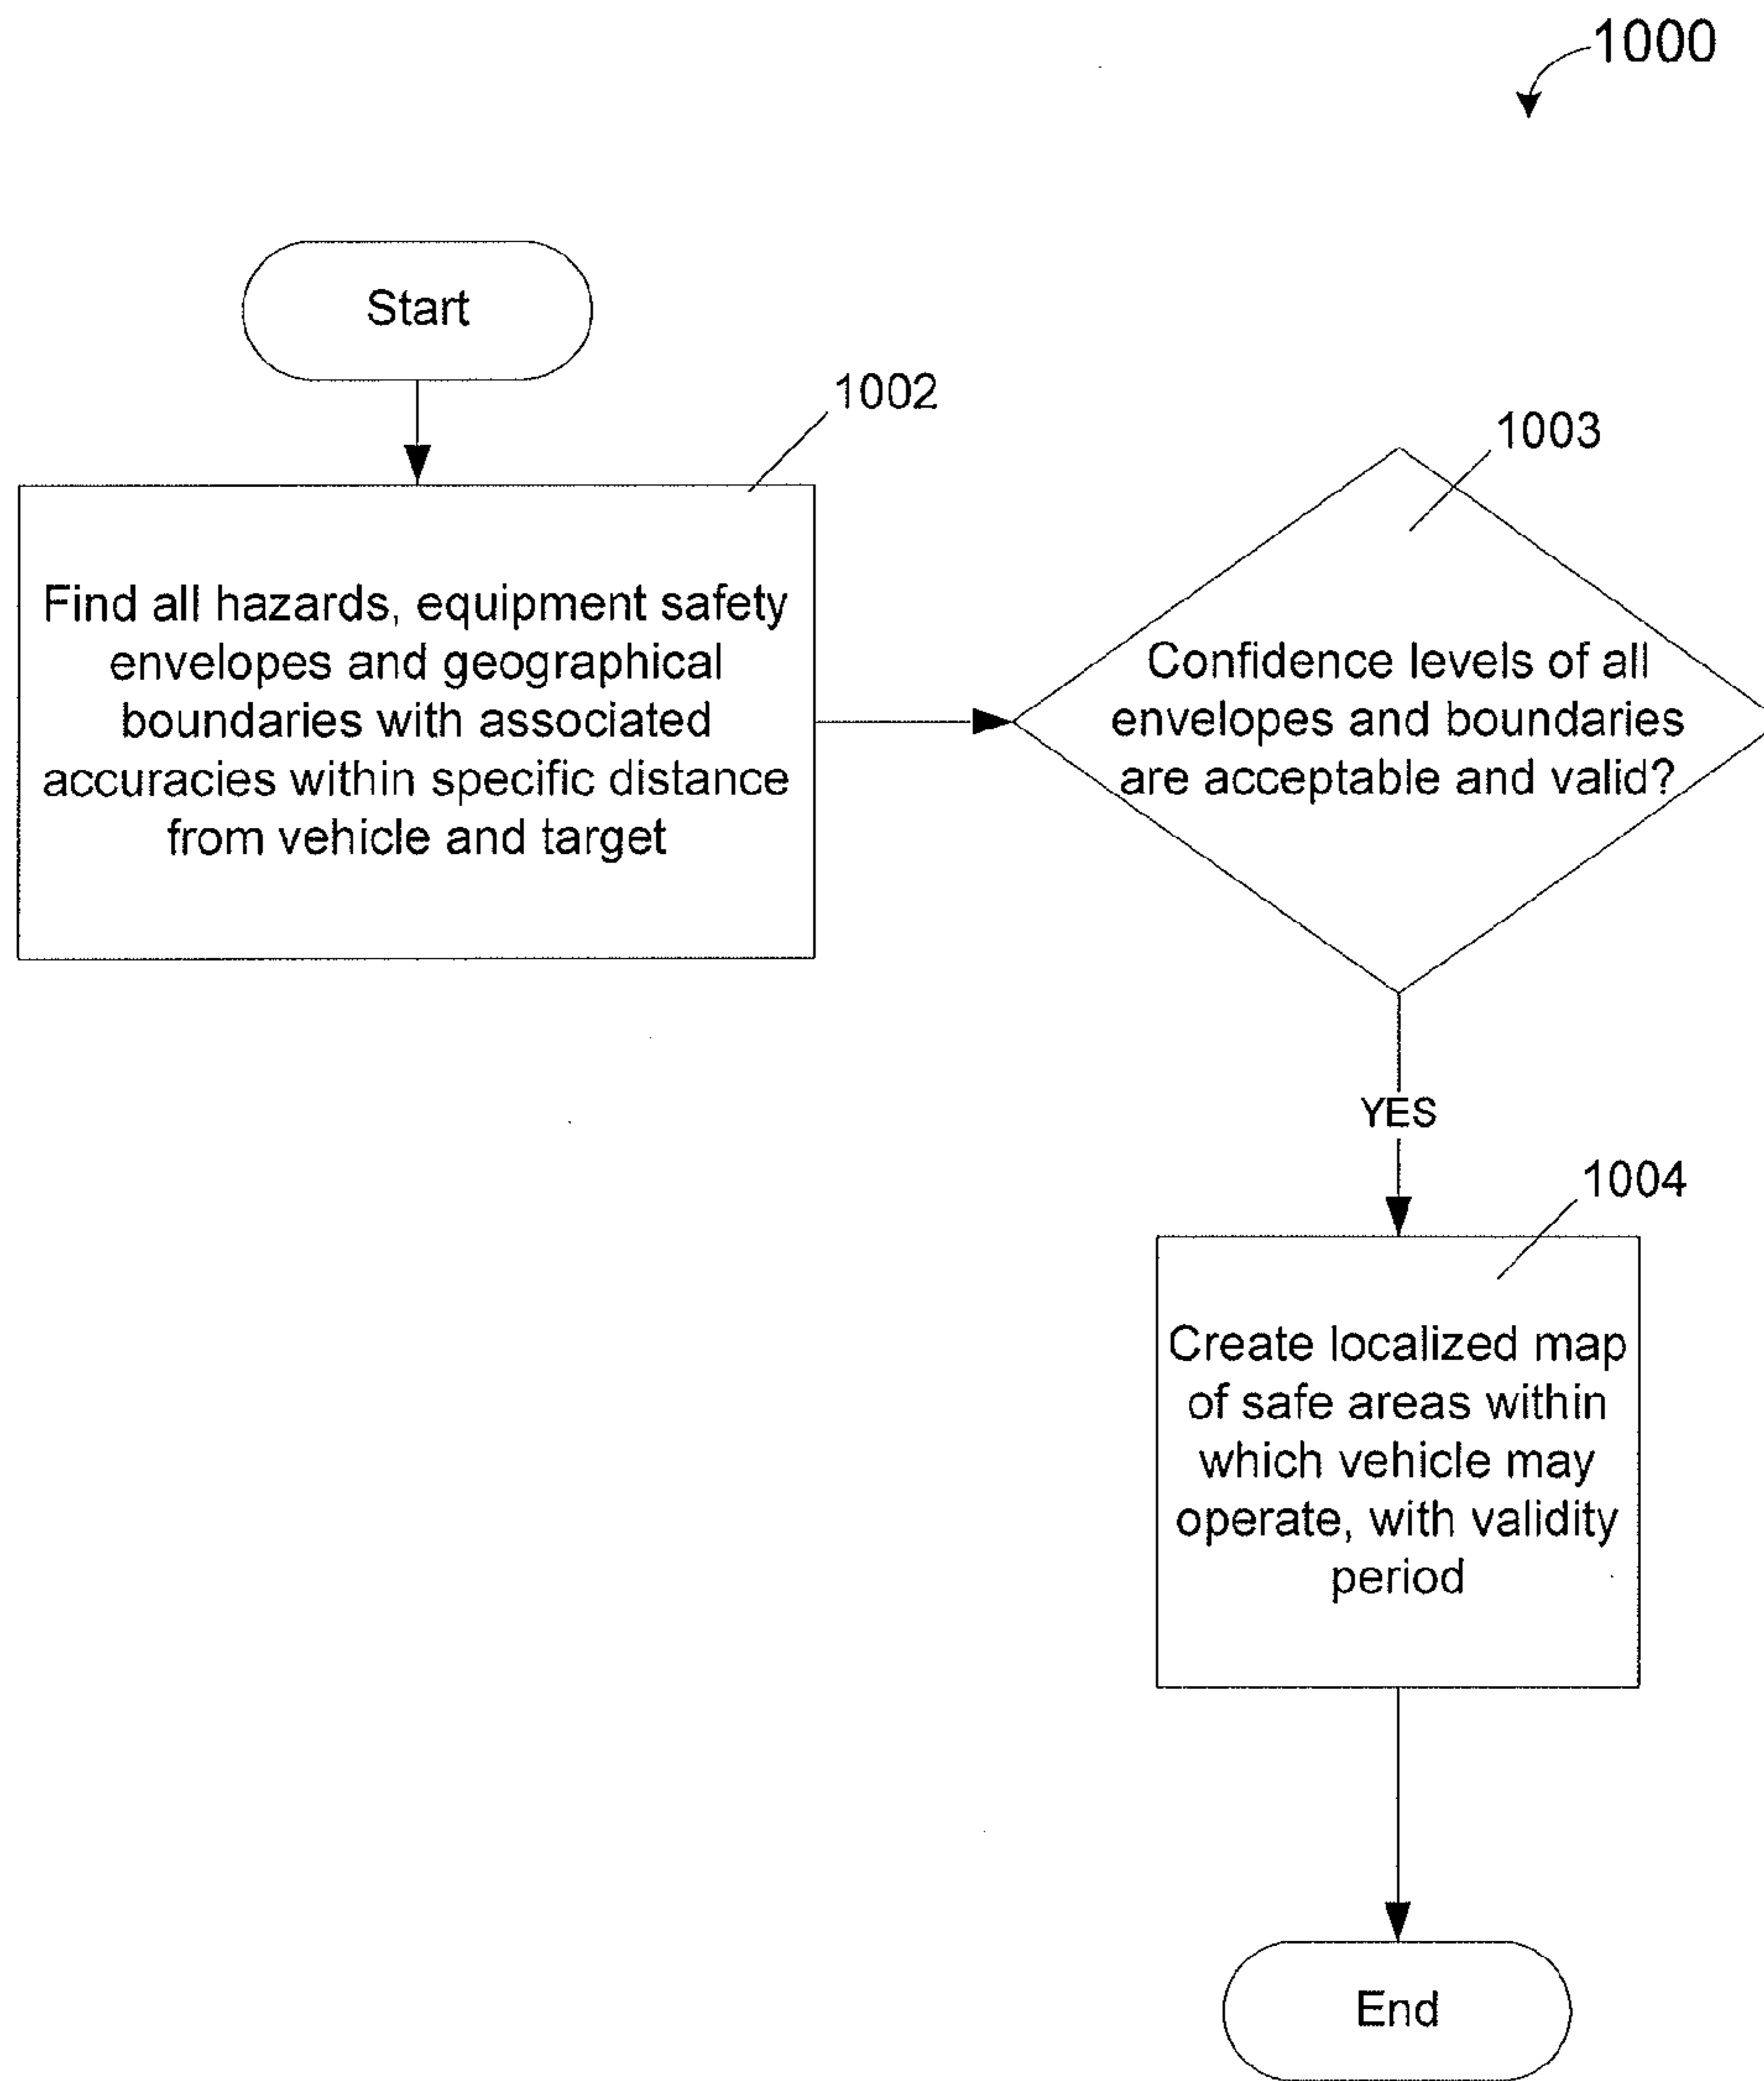 1000
Start
1002
Find all hazards, equipment safety
envelopes and geographical
boundaries with associated
accuracies within specific distance
from vehicle and target
1003
Confidence levels of all
envelopes and boundaries
are acceptable and valid?
YES
1004
Create localized map
of safe areas within
which vehicle may
operate, with validity
period
End